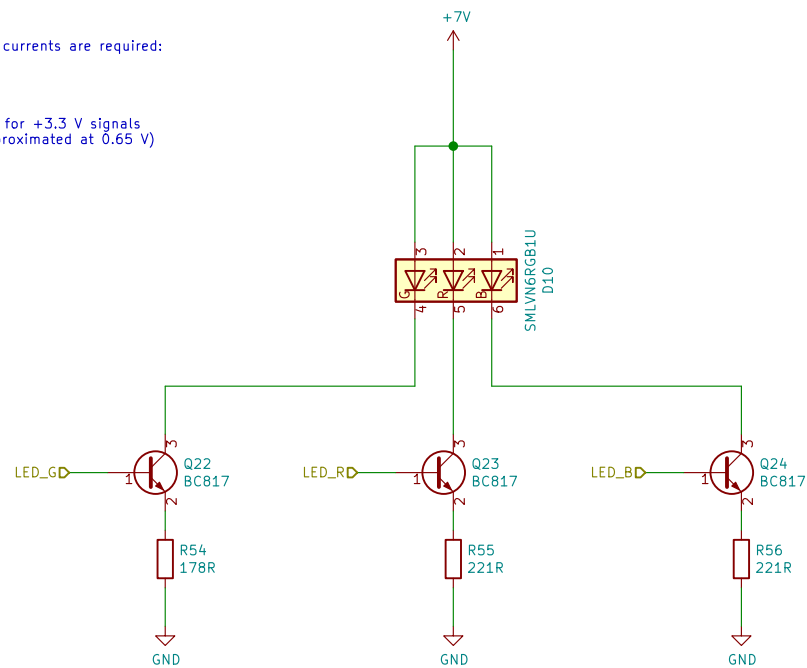 +7V
currents are required:
for +3.3 V signals
roximated at 0.65 V)
3
2
1
G
R
B
4
5
6
SMLVN6RGB1U
D10
LED_G
1
3
2
Q22
BC817
LED_R
1
3
2
Q23
BC817
LED_B
1
3
2
Q24
BC817
R54
178R
R55
221R
R56
221R
GND
GND
GND